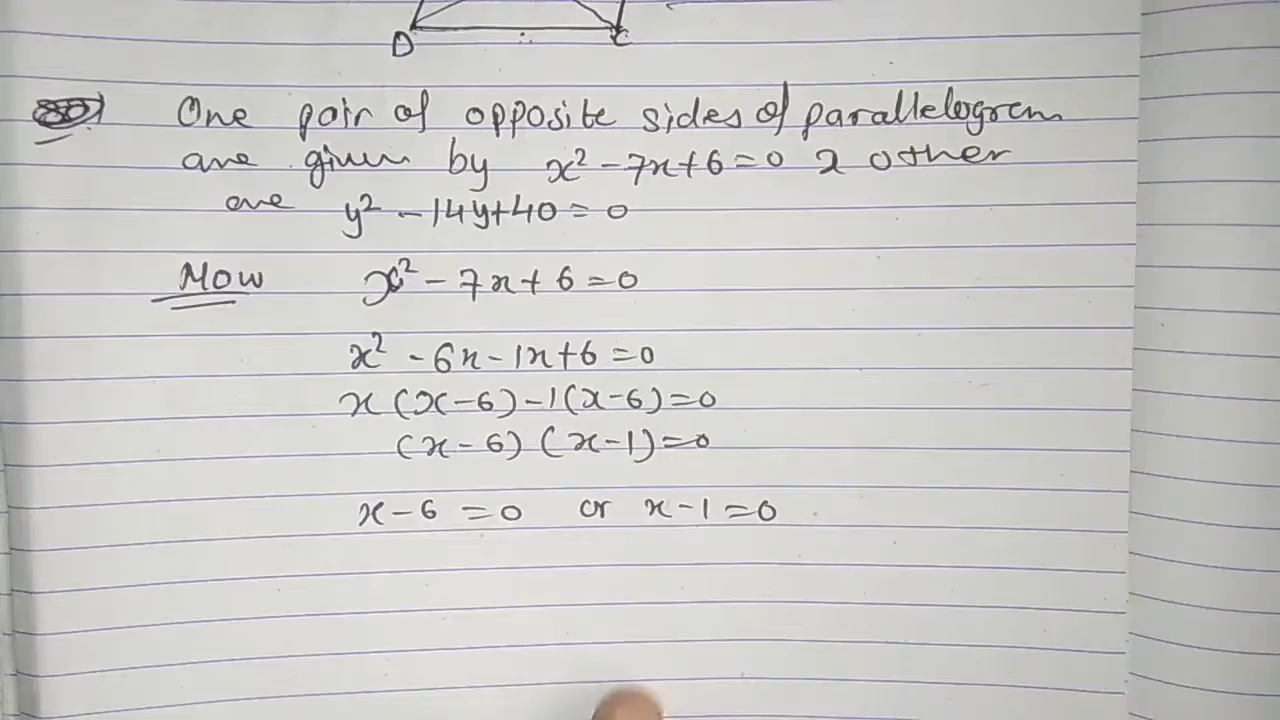 D C
One pair of opposite sides of parallelogram
are given by x² - 7x + 6 = 0 & other
are y² - 14y + 40 = 0
Now x² - 7x + 6 = 0
x² - 6x - 1x + 6 = 0
x (x - 6) - 1(x - 6) = 0
(x - 6) (x - 1) = 0
x - 6 = 0 or x - 1 = 0